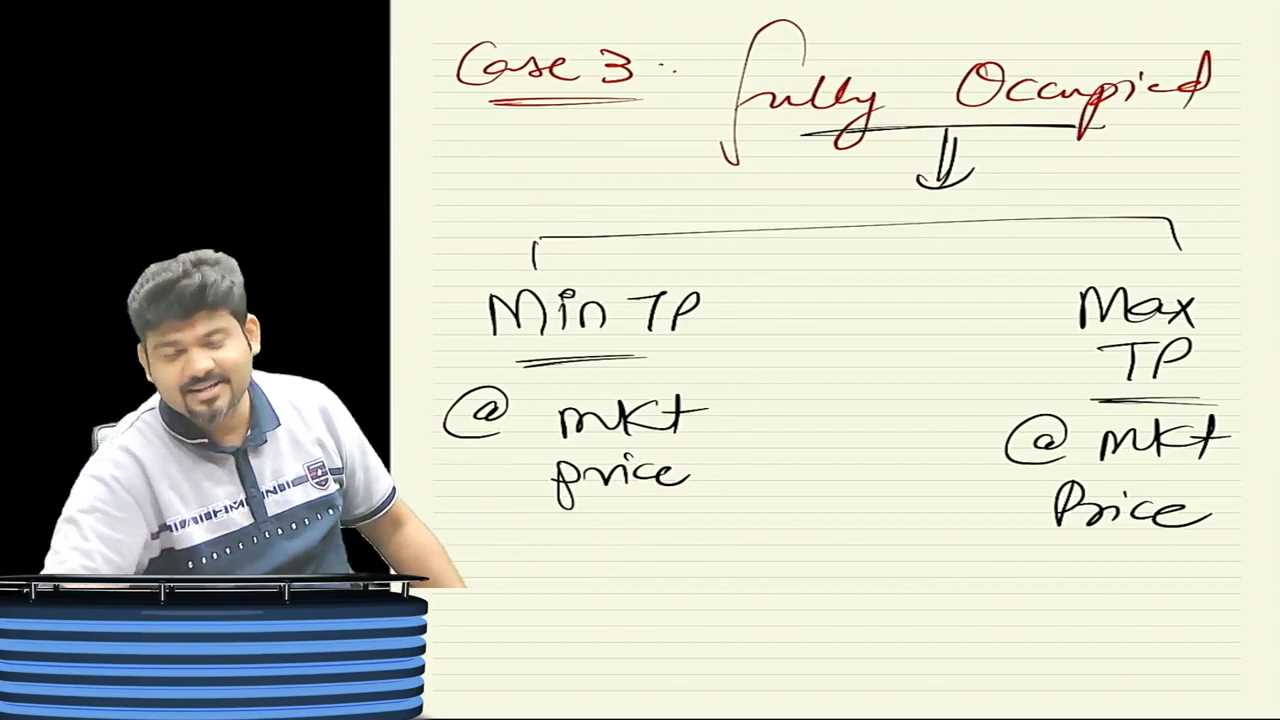 Case 3 :
fully Occupied
Min TP
@ mkt
price
Max
TP
@ mkt
Price